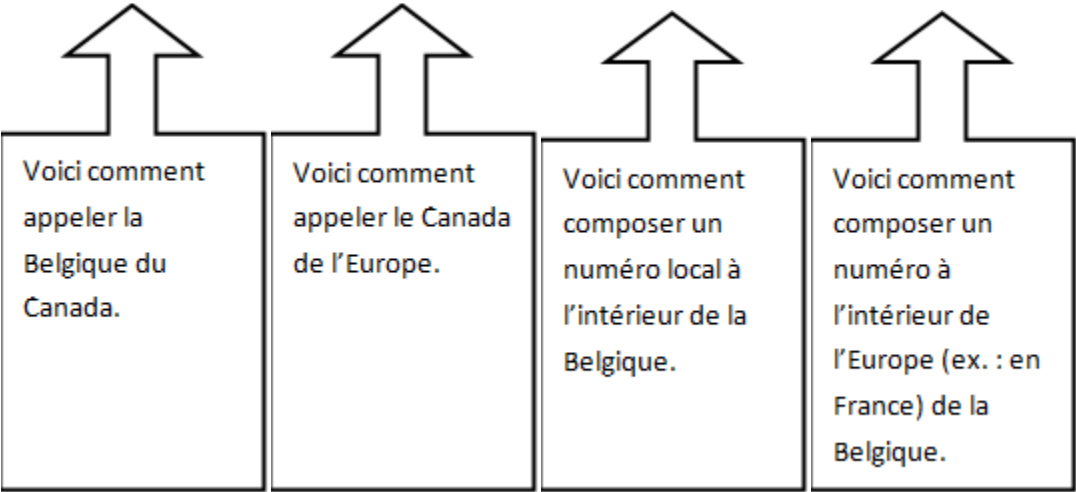 Voici comment
appeler la
Belgique du
Canada.
Voici comment
appeler le Canada
de l’Europe.
Voici comment
composer un
numéro local à
l’intérieur de la
Belgique.
Voici comment
composer un
numéro à
l’intérieur de
l’Europe (ex. : en
France) de la
Belgique.